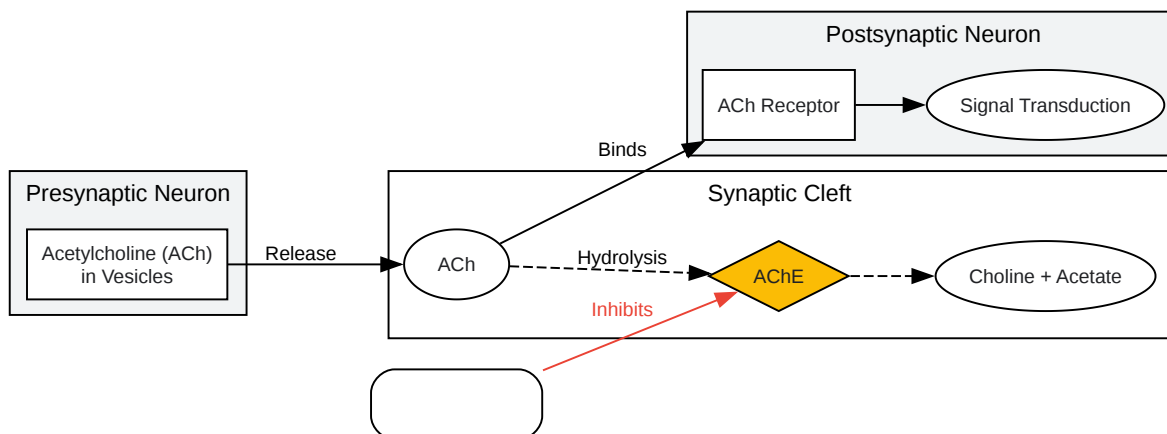 Postsynaptic Neuron
ACh Receptor
Signal Transduction
Binds
Presynaptic Neuron
Synaptic Cleft
Acetylcholine (ACh)
in Vesicles
Release
ACh
Hydrolysis
AChE
Choline + Acetate
Inhibits